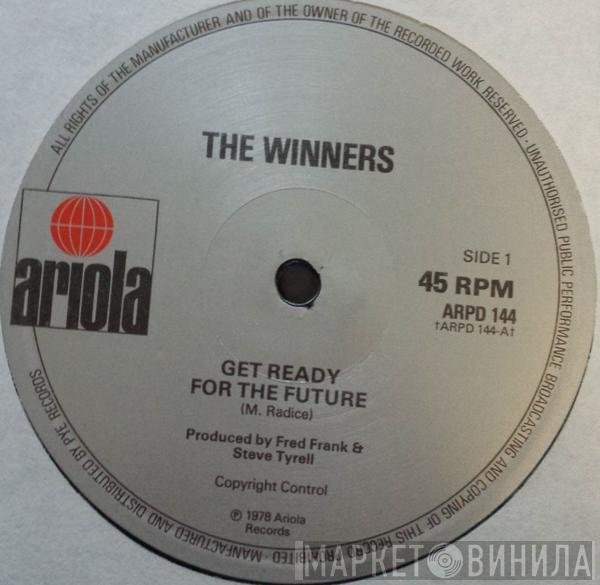 ALL RIGHTS OF THE MANUFACTURER AND OF THE OWNER OF THE RECORDED WORK RESERVED · UNAUTHORISED PUBLIC PERFORMANCE BROADCASTING AND COPYING OF THIS RECORD PROHIBITED · MANFACTURED AND DISTRIBUTED BY PYE RECORDS
THE WINNERS
ariola
SIDE 1
45 RPM
ARPD 144
†ARPD 144-A†
GET READY
FOR THE FUTURE
(M. Radice)
Produced by Fred Frank &
Steve Tyrell
Copyright Control
℗ 1978 Ariola
Records
МАРКЕТ ВИНИЛА